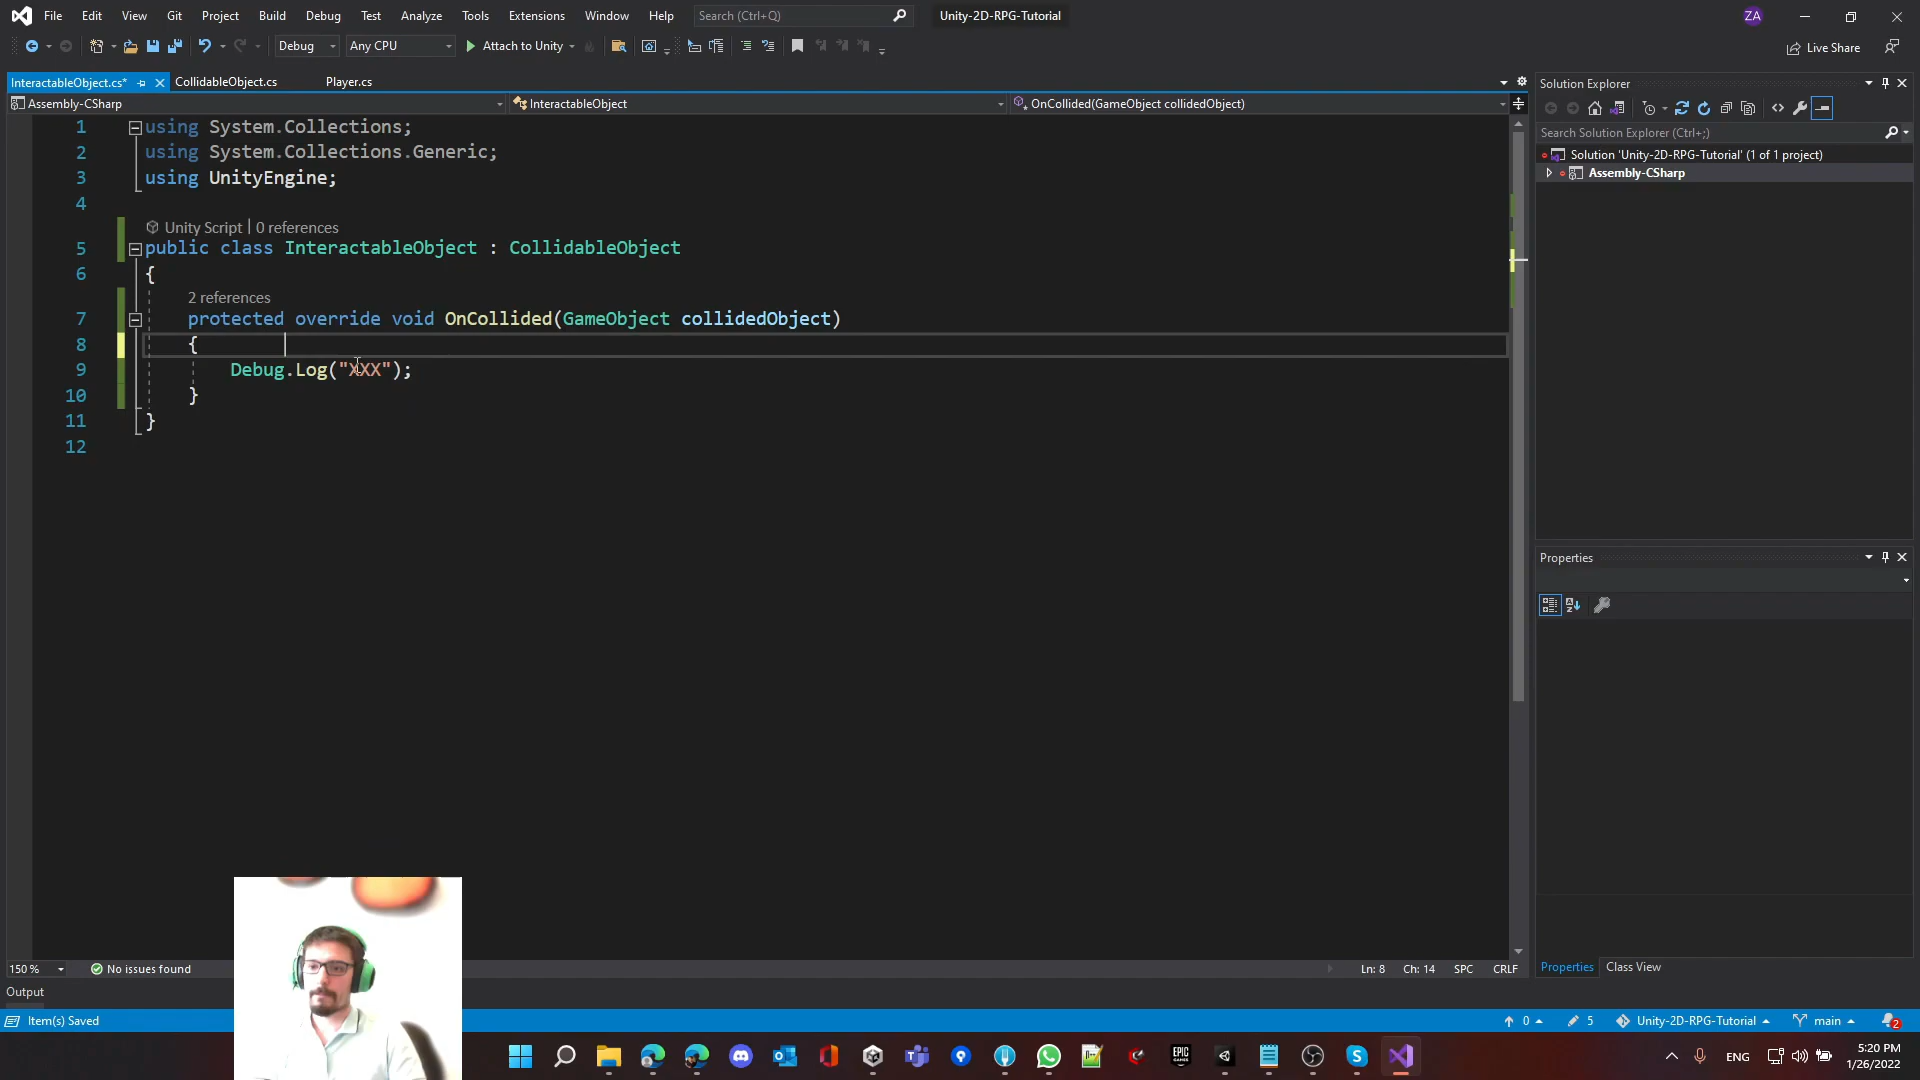 File Edit View Git Project Build Debug Test Analyze Tools Extensions Window Help Search (Ctrl+Q) Unity-2D-RPG-Tutorial ZA
Debug Any CPU Attach to Unity Live Share
InteractableObject.cs* CollidableObject.cs Player.cs
Assembly-CSharp InteractableObject OnCollided(GameObject collidedObject)
1 using System.Collections;
2 using System.Collections.Generic;
3 using UnityEngine;
4
Unity Script | 0 references
5 public class InteractableObject : CollidableObject
6 {
2 references
7 protected override void OnCollided(GameObject collidedObject)
8 {
9 Debug.Log("XXX");
10 }
11 }
12
Solution Explorer
Search Solution Explorer (Ctrl+;)
Solution 'Unity-2D-RPG-Tutorial' (1 of 1 project)
Assembly-CSharp
Properties
Properties Class View
150 % No issues found Ln: 8 Ch: 14 SPC CRLF
Output
Item(s) Saved 0 5 Unity-2D-RPG-Tutorial main 2
EPIC GAMES
ENG 5:20 PM
1/26/2022